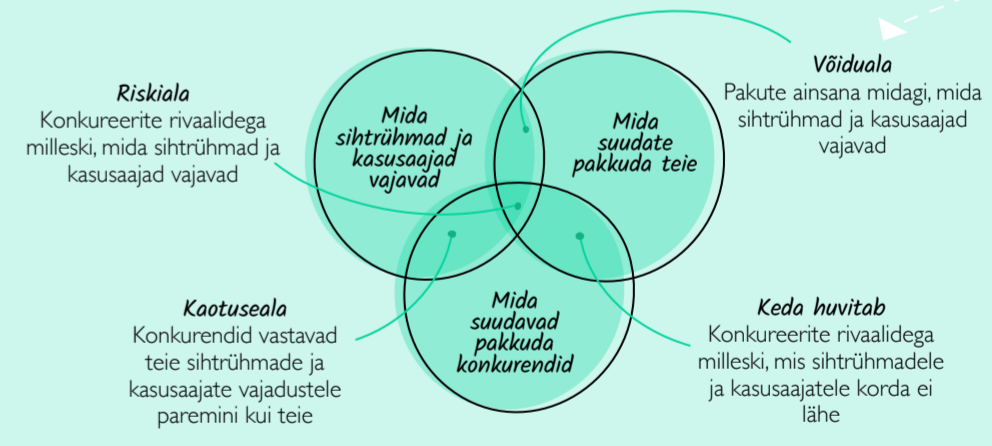 Riskiala
Konkureerite rivaalidega
milleski, mida sihtrühmad ja
kasusaajad vajavad
Mida
sihtrühmad ja
kasusaajad
vajavad
Mida
suudate
pakkuda teie
Võiduala
Pakute ainsana midagi, mida
sihtrühmad ja kasusaajad
vajavad
Kaotuseala
Konkurendid vastavad
teie sihtrühmade ja
kasusaajate vajadustele
paremini kui teie
Mida
suudavad
pakkuda
konkurendid
Keda huvitab
Konkureerite rivaalidega
milleski, mis sihtrühmadele
ja kasusaajatele korda ei
lähe